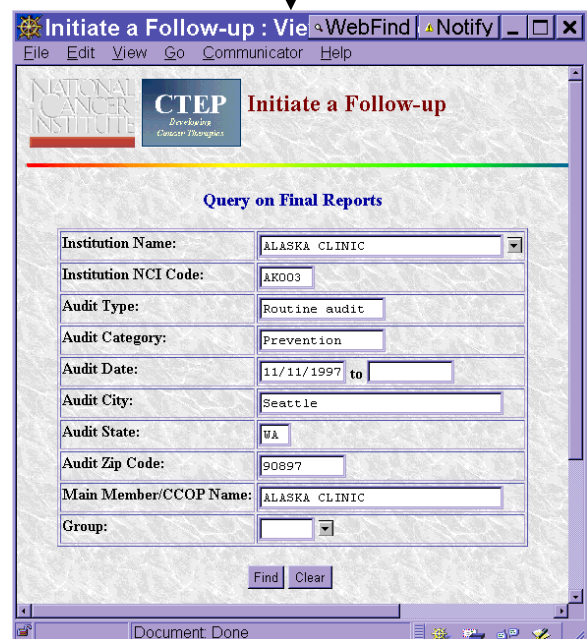 Initiate a Follow-up : Vie WebFind Notify
File Edit View Go Communicator Help
NATIONAL CANCER INSTITUTE
CTEP
Developing
Cancer Therapies
Initiate a Follow-up
Query on Final Reports
Institution Name: ALASKA CLINIC
Institution NCI Code: AK003
Audit Type: Routine audit
Audit Category: Prevention
Audit Date: 11/11/1997 to
Audit City: Seattle
Audit State: WA
Audit Zip Code: 90897
Main Member/CCOP Name: ALASKA CLINIC
Group:
Find Clear
Document: Done